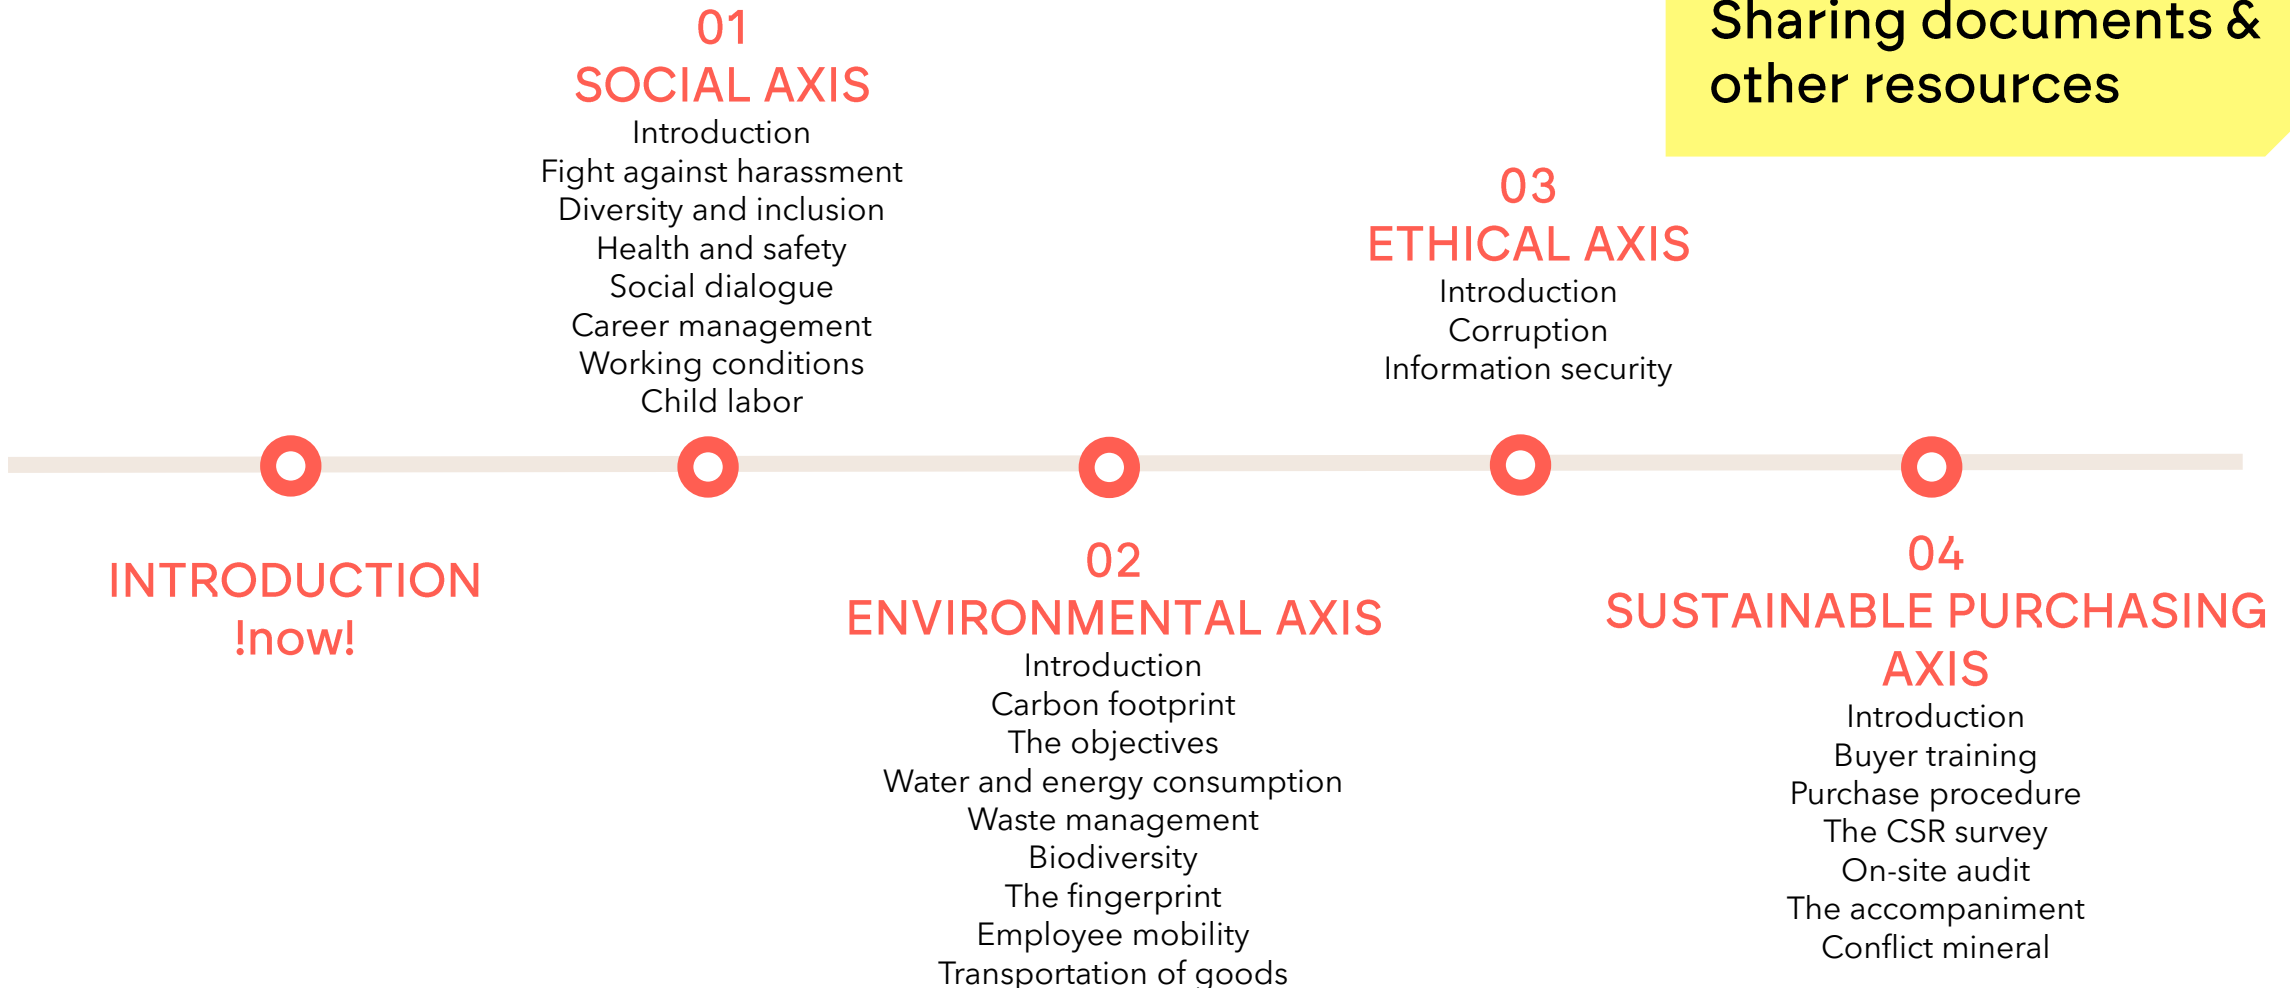 Sharing documents &
other resources
01
SOCIAL AXIS
Introduction
Fight against harassment
Diversity and inclusion
Health and safety
Social dialogue
Career management
Working conditions
Child labor
03
ETHICAL AXIS
Introduction
Corruption
Information security
INTRODUCTION
!now!
02
ENVIRONMENTAL AXIS
Introduction
Carbon footprint
The objectives
Water and energy consumption
Waste management
Biodiversity
The fingerprint
Employee mobility
Transportation of goods
04
SUSTAINABLE PURCHASING
AXIS
Introduction
Buyer training
Purchase procedure
The CSR survey
On-site audit
The accompaniment
Conflict mineral